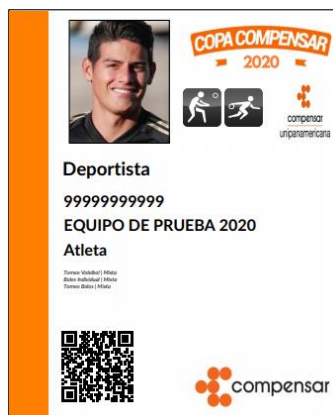 COPA COMPENSAR
2020
compensar
unipanamericana
Deportista
99999999999
EQUIPO DE PRUEBA 2020
Atleta
Torneo Voleibol | Mixto
Bolos Individual | Mixto
Torneo Bolos | Mixto
compensar